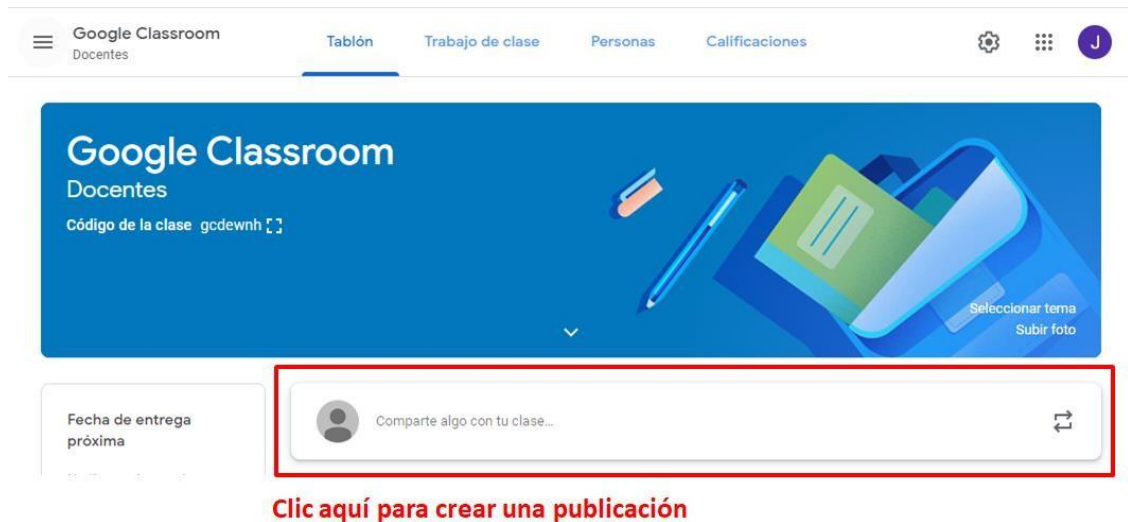 Google Classroom
Docentes
Tablón
Trabajo de clase
Personas
Calificaciones
J
Google Classroom
Docentes
Código de la clase gcdewnh
Seleccionar tema
Subir foto
Fecha de entrega
próxima
Comparte algo con tu clase...
Clic aquí para crear una publicación